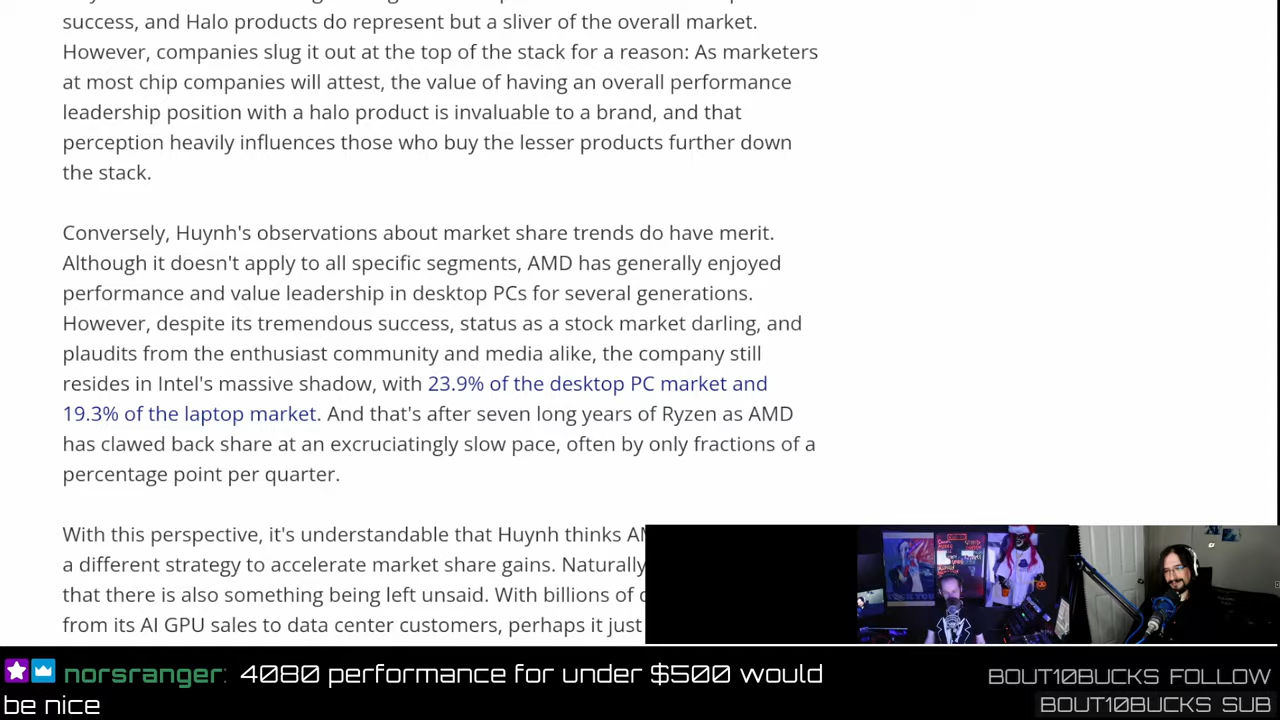 success, and Halo products do represent but a sliver of the overall market.
However, companies slug it out at the top of the stack for a reason: As marketers
at most chip companies will attest, the value of having an overall performance
leadership position with a halo product is invaluable to a brand, and that
perception heavily influences those who buy the lesser products further down
the stack.
Conversely, Huynh's observations about market share trends do have merit.
Although it doesn't apply to all specific segments, AMD has generally enjoyed
performance and value leadership in desktop PCs for several generations.
However, despite its tremendous success, status as a stock market darling, and
plaudits from the enthusiast community and media alike, the company still
resides in Intel's massive shadow, with 23.9% of the desktop PC market and
19.3% of the laptop market. And that's after seven long years of Ryzen as AMD
has clawed back share at an excruciatingly slow pace, often by only fractions of a
percentage point per quarter.
With this perspective, it's understandable that Huynh thinks
a different strategy to accelerate market share gains. Naturally
that there is also something being left unsaid. With billions of
from its AI GPU sales to data center customers, perhaps it just
norsranger: 4080 performance for under $500 would
be nice
BOUT10BUCKS FOLLOW
BOUT10BUCKS SUB